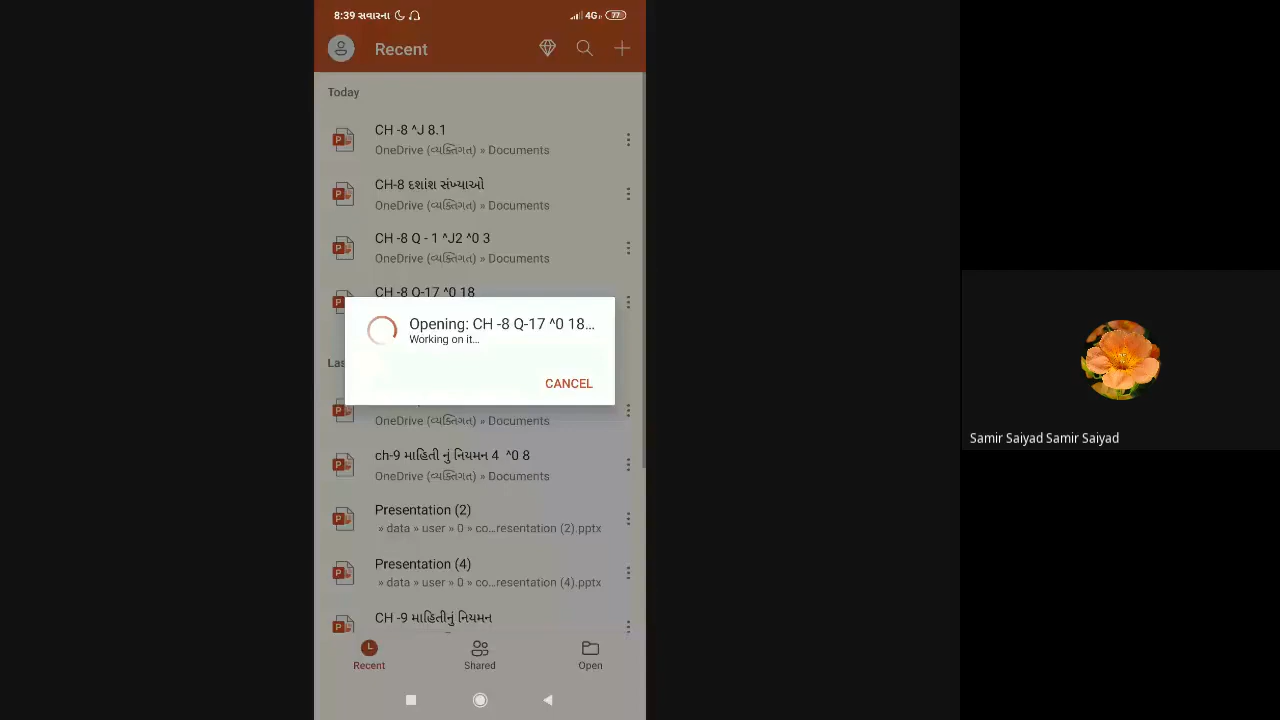 8:39 સવારના
4G
77
Recent
Today
CH -8 ^J 8.1
OneDrive (વ્યક્તિગત) » Documents
CH-8 દશાંશ સંખ્યાઓ
OneDrive (વ્યક્તિગત) » Documents
CH -8 Q - 1 ^J2 ^0 3
OneDrive (વ્યક્તિગત) » Documents
CH -8 Q-17 ^0 18
Opening: CH -8 Q-17 ^0 18...
Working on it...
CANCEL
Las
OneDrive (વ્યક્તિગત) » Documents
ch-9 માહિતી નું નિયમન 4 ^0 8
OneDrive (વ્યક્તિગત) » Documents
Presentation (2)
» data » user » 0 » co...resentation (2).pptx
Presentation (4)
» data » user » 0 » co...resentation (4).pptx
CH -9 માહિતીનું નિયમન
Recent
Shared
Open
Samir Saiyad Samir Saiyad